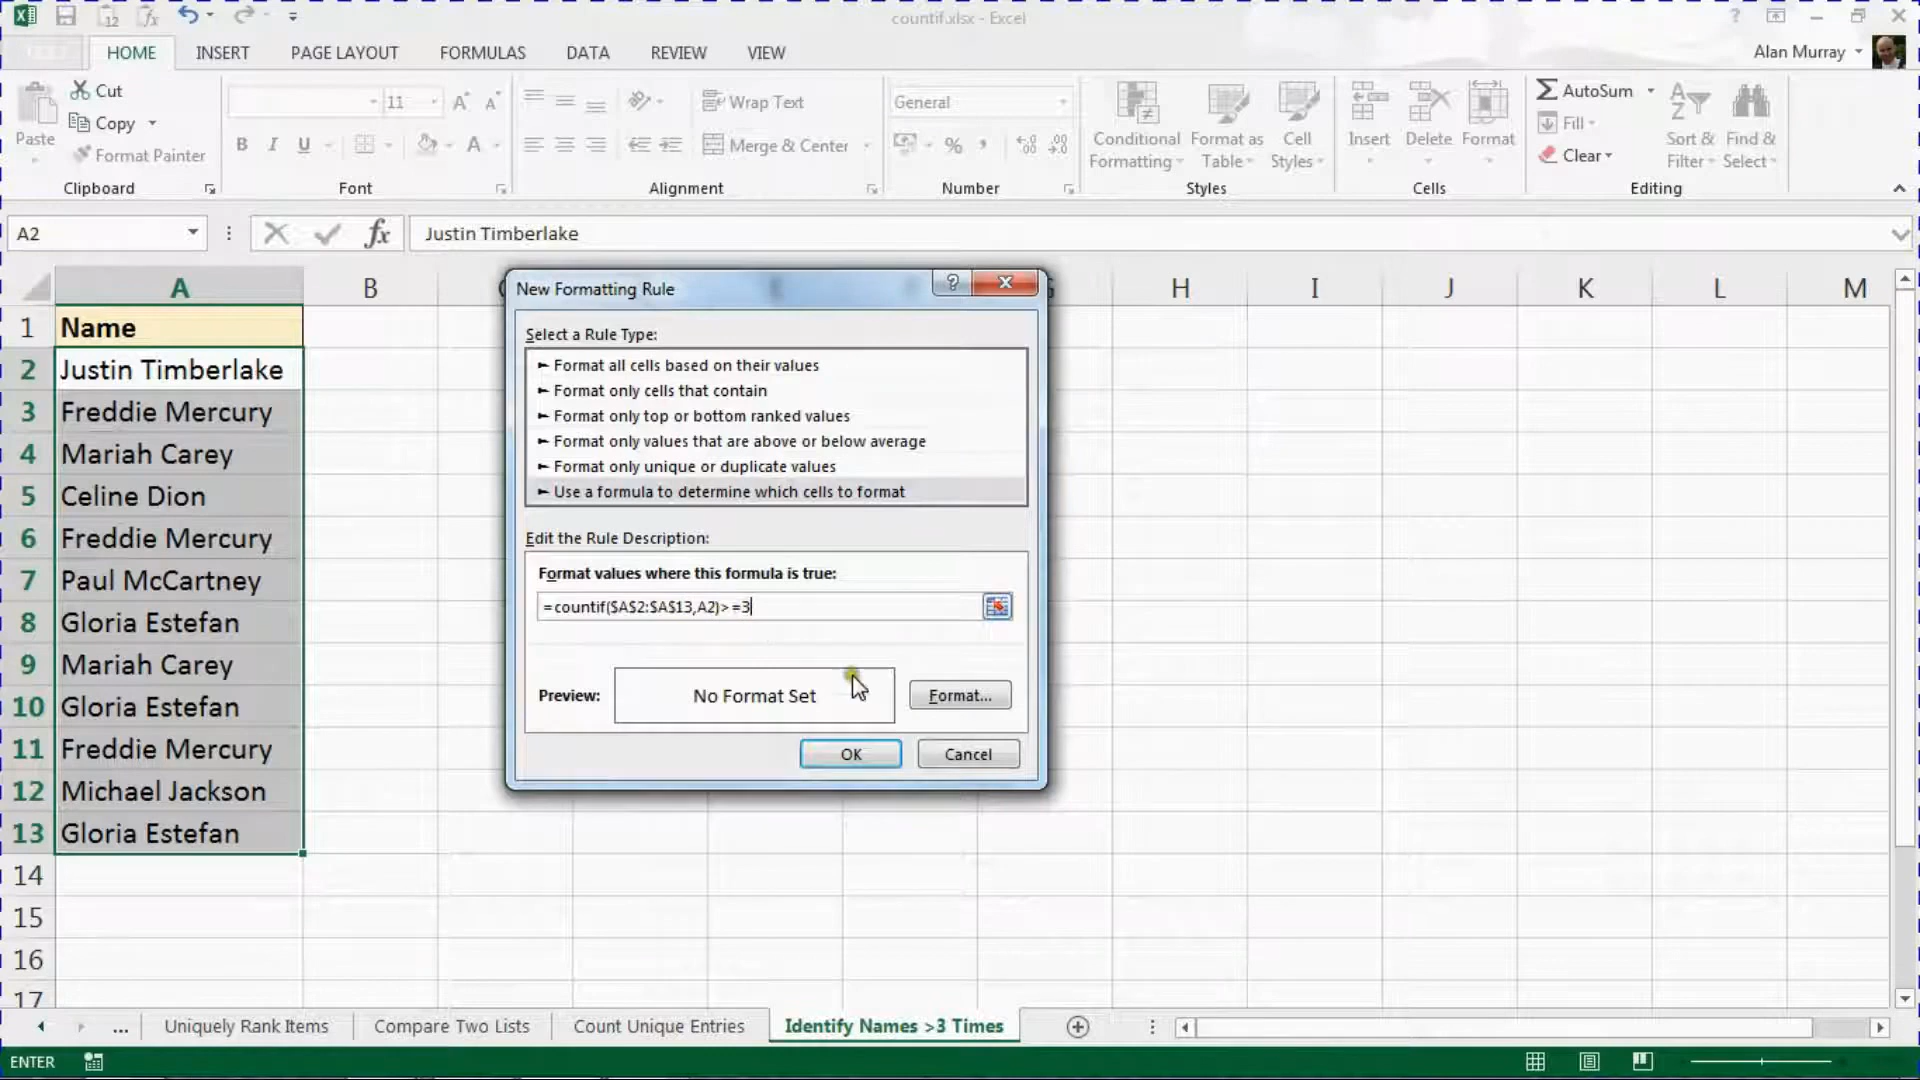 countif.xlsx - Excel
HOME INSERT PAGE LAYOUT FORMULAS DATA REVIEW VIEW Alan Murray
Paste
Cut
Copy
Format Painter
Clipboard
11
B I U A
Font
Wrap Text
Merge & Center
Alignment
General
%
Number
Conditional Formatting
Format as Table
Cell Styles
Styles
Insert Delete Format
Cells
AutoSum
Fill
Clear
Sort & Filter
Find & Select
Editing
A2 fx Justin Timberlake
A B H I J K L M
1 Name
2 Justin Timberlake
3 Freddie Mercury
4 Mariah Carey
5 Celine Dion
6 Freddie Mercury
7 Paul McCartney
8 Gloria Estefan
9 Mariah Carey
10 Gloria Estefan
11 Freddie Mercury
12 Michael Jackson
13 Gloria Estefan
14
15
16
17
New Formatting Rule
Select a Rule Type:
► Format all cells based on their values
► Format only cells that contain
► Format only top or bottom ranked values
► Format only values that are above or below average
► Format only unique or duplicate values
► Use a formula to determine which cells to format
Edit the Rule Description:
Format values where this formula is true:
=countif($A$2:$A$13,A2)>=3
Preview: No Format Set Format...
OK Cancel
... Uniquely Rank Items Compare Two Lists Count Unique Entries Identify Names >3 Times
ENTER